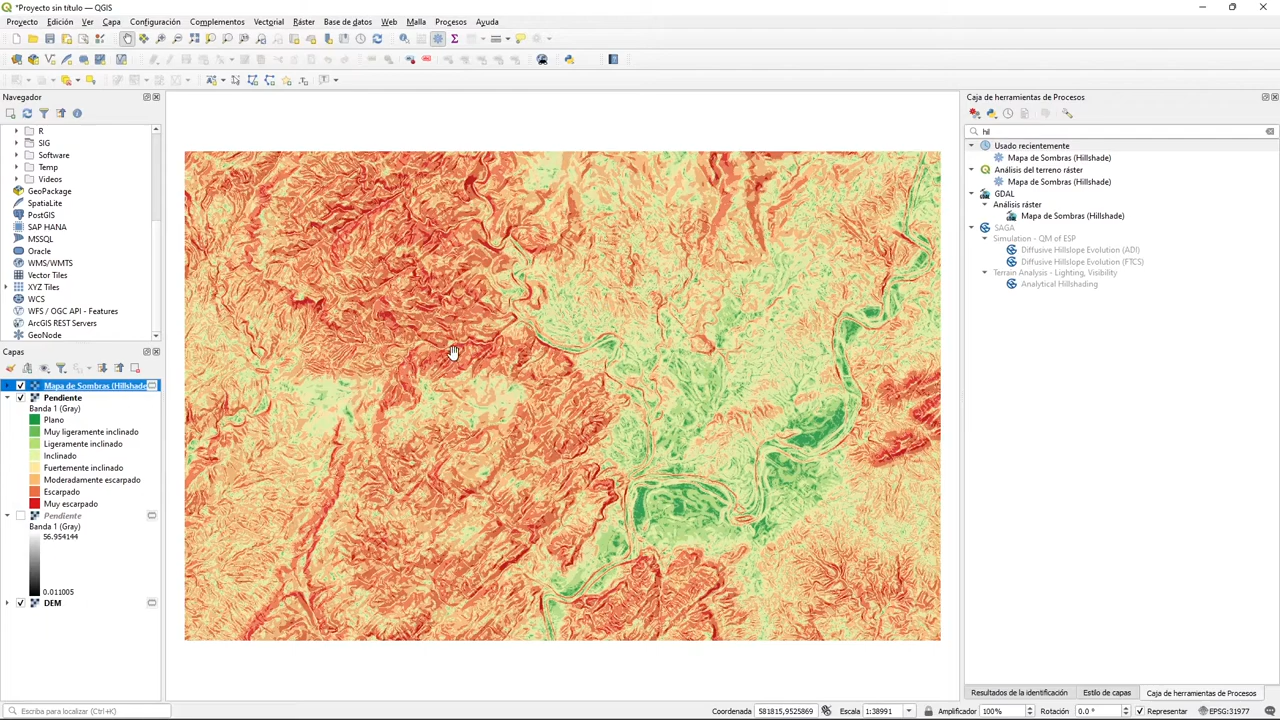 *Proyecto sin título — QGIS
Proyecto Edición Ver Capa Configuración Complementos Vectorial Ráster Base de datos Web Malla Procesos Ayuda
Navegador
R
SIG
Software
Temp
Videos
GeoPackage
SpatiaLite
PostGIS
SAP HANA
MSSQL
Oracle
WMS/WMTS
Vector Tiles
XYZ Tiles
WCS
WFS / OGC API - Features
ArcGIS REST Servers
GeoNode
Capas
Mapa de Sombras (Hillshade
Pendiente
Banda 1 (Gray)
Plano
Muy ligeramente inclinado
Ligeramente inclinado
Inclinado
Fuertemente inclinado
Moderadamente escarpado
Escarpado
Muy escarpado
Pendiente
Banda 1 (Gray)
56.954144
0.011005
DEM
Caja de herramientas de Procesos
hil
Usado recientemente
Mapa de Sombras (Hillshade)
Análisis del terreno ráster
Mapa de Sombras (Hillshade)
GDAL
Análisis ráster
Mapa de Sombras (Hillshade)
SAGA
Simulation - QM of ESP
Diffusive Hillslope Evolution (ADI)
Diffusive Hillslope Evolution (FTCS)
Terrain Analysis - Lighting, Visibility
Analytical Hillshading
Resultados de la identificación Estilo de capas Caja de herramientas de Procesos
Escriba para localizar (Ctrl+K) Coordenada 581815,9525869 Escala 1:38991 Amplificador 100% Rotación 0.0 ° Representar EPSG:31977